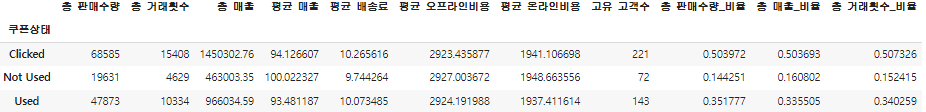 총 판매수량 총 거래횟수 총 매출 평균 매출 평균 배송료 평균 오프라인비용 평균 온라인비용 고유 고객수 총 판매수량_비율 총 매출_비율 총 거래횟수_비율
쿠폰상태
Clicked 68585 15408 1450302.76 94.126607 10.265616 2923.435877 1941.106698 221 0.503972 0.503693 0.507326
Not Used 19631 4629 463003.35 100.022327 9.744264 2927.003672 1948.663556 72 0.144251 0.160802 0.152415
Used 47873 10334 966034.59 93.481187 10.073485 2924.191988 1937.411614 143 0.351777 0.335505 0.340259